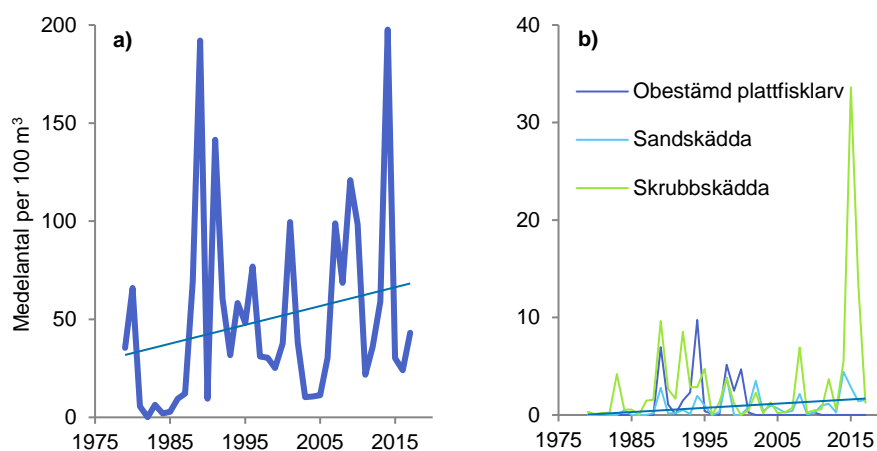 a)
Medelantal per 100 m³
200
150
100
50
0
1975 1985 1995 2005 2015
b)
40
30
20
10
0
1975 1985 1995 2005 2015
Obestämd plattfisklarv
Sandskädda
Skrubbskädda